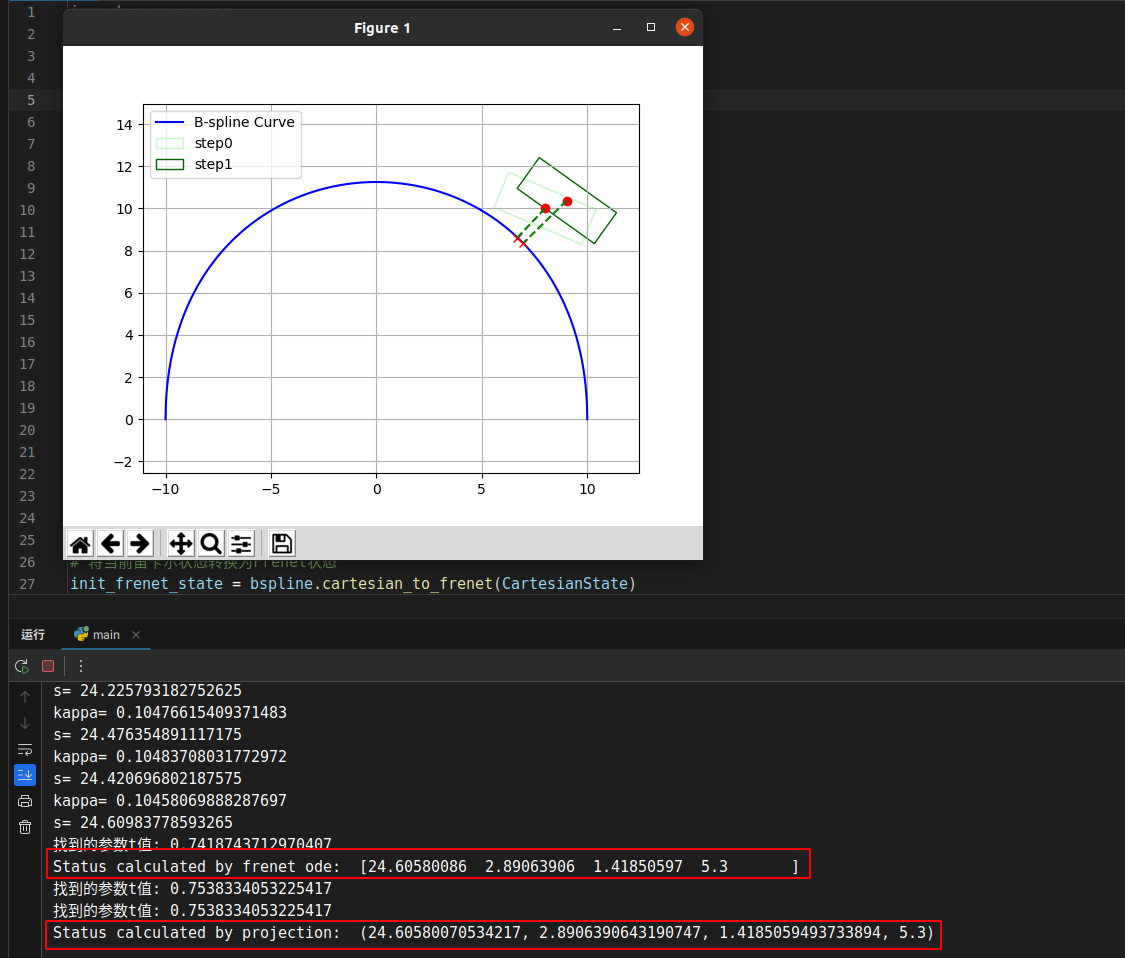 1
2
3
4
5
6
7
8
9
10
11
12
13
14
15
16
17
18
19
20
21
22
23
24
25
26
27
Figure 1
B-spline Curve
step0
step1
14
12
10
8
6
4
2
0
−2
−10
−5
0
5
10
# 将当前笛卡尔状态转换为Frenet状态
init_frenet_state = bspline.cartesian_to_frenet(CartesianState)
运行
main
s= 24.225793182752625
kappa= 0.10476615409371483
s= 24.476354891117175
kappa= 0.10483708031772972
s= 24.420696802187575
kappa= 0.10458069888287697
s= 24.60983778593265
找到的参数t值: 0.7418743712970407
Status calculated by frenet ode:  [24.60580086  2.89063906  1.41850597  5.3       ]
找到的参数t值: 0.7538334053225417
找到的参数t值: 0.7538334053225417
Status calculated by projection:  (24.60580070534217, 2.8906390643190747, 1.4185059493733894, 5.3)